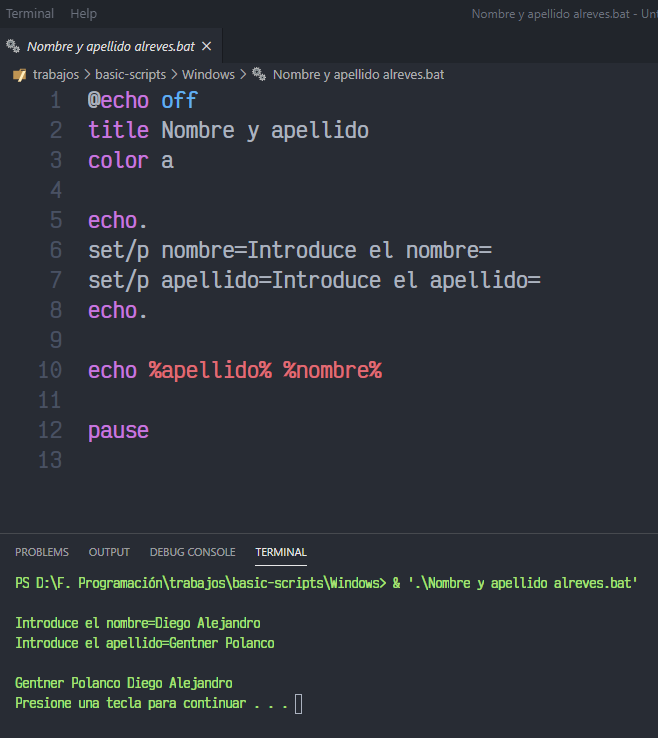 Terminal Help Nombre y apellido alreves.bat - Unt
Nombre y apellido alreves.bat ×
trabajos > basic-scripts > Windows > Nombre y apellido alreves.bat
1 @echo off
2 title Nombre y apellido
3 color a
4
5 echo.
6 set/p nombre=Introduce el nombre=
7 set/p apellido=Introduce el apellido=
8 echo.
9
10 echo %apellido% %nombre%
11
12 pause
13
PROBLEMS OUTPUT DEBUG CONSOLE TERMINAL
PS D:\F. Programación\trabajos\basic-scripts\Windows> & '.\Nombre y apellido alreves.bat'
Introduce el nombre=Diego Alejandro
Introduce el apellido=Gentner Polanco
Gentner Polanco Diego Alejandro
Presione una tecla para continuar . . .